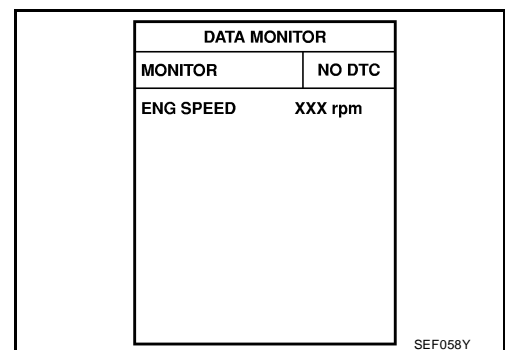 DATA MONITOR
MONITOR NO DTC
ENG SPEED XXX rpm
SEF058Y